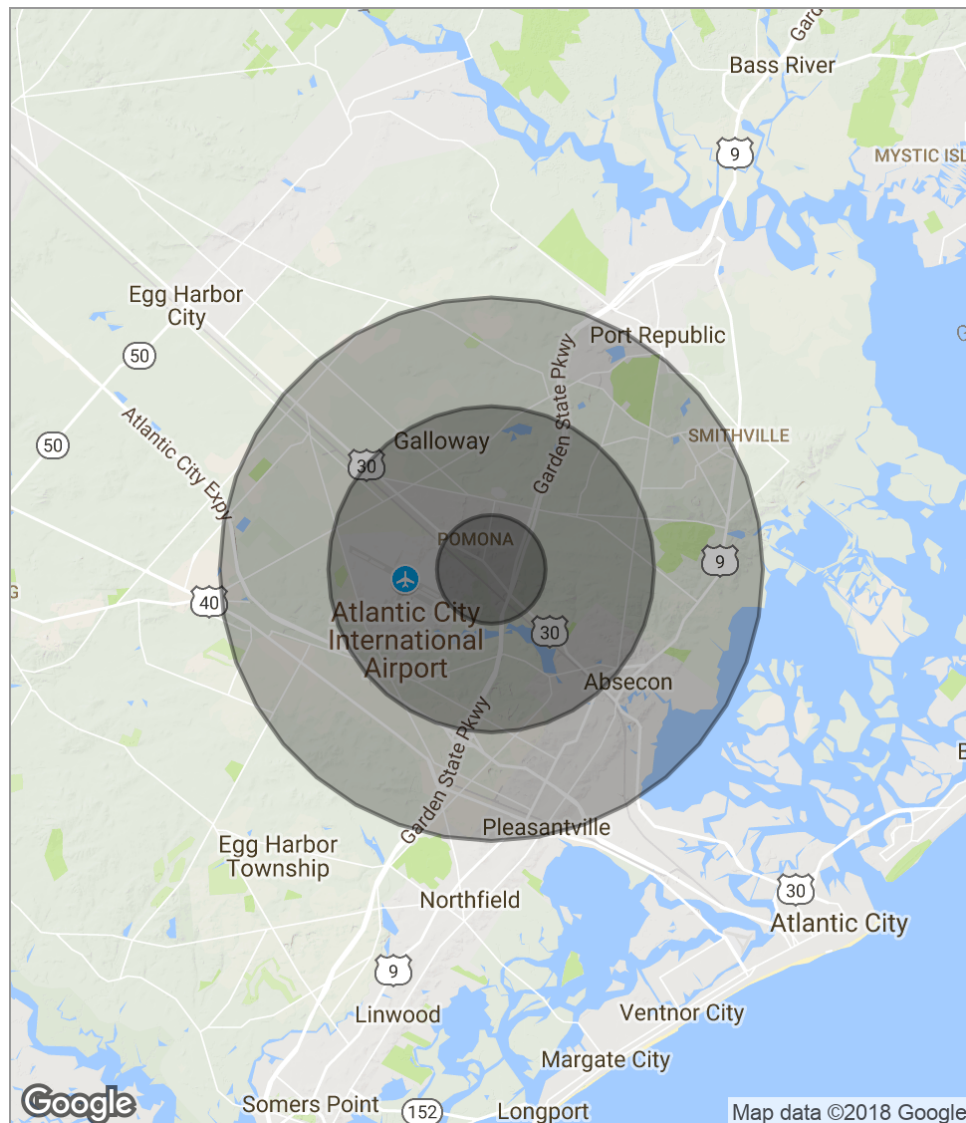 Gard
Bass River
9
MYSTIC ISL
Egg Harbor
City
50
Port Republic
Garden State Pkwy
50
Atlantic City Expy
Galloway
30
SMITHVILLE
POMONA
9
G
40
Atlantic City
International
Airport
30
Absecon
Garden State Pkwy
Pleasantville
Egg Harbor
Township
Northfield
30
Atlantic City
9
Linwood
Ventnor City
Margate City
Somers Point
152
Longport
Google
Map data ©2018 Google